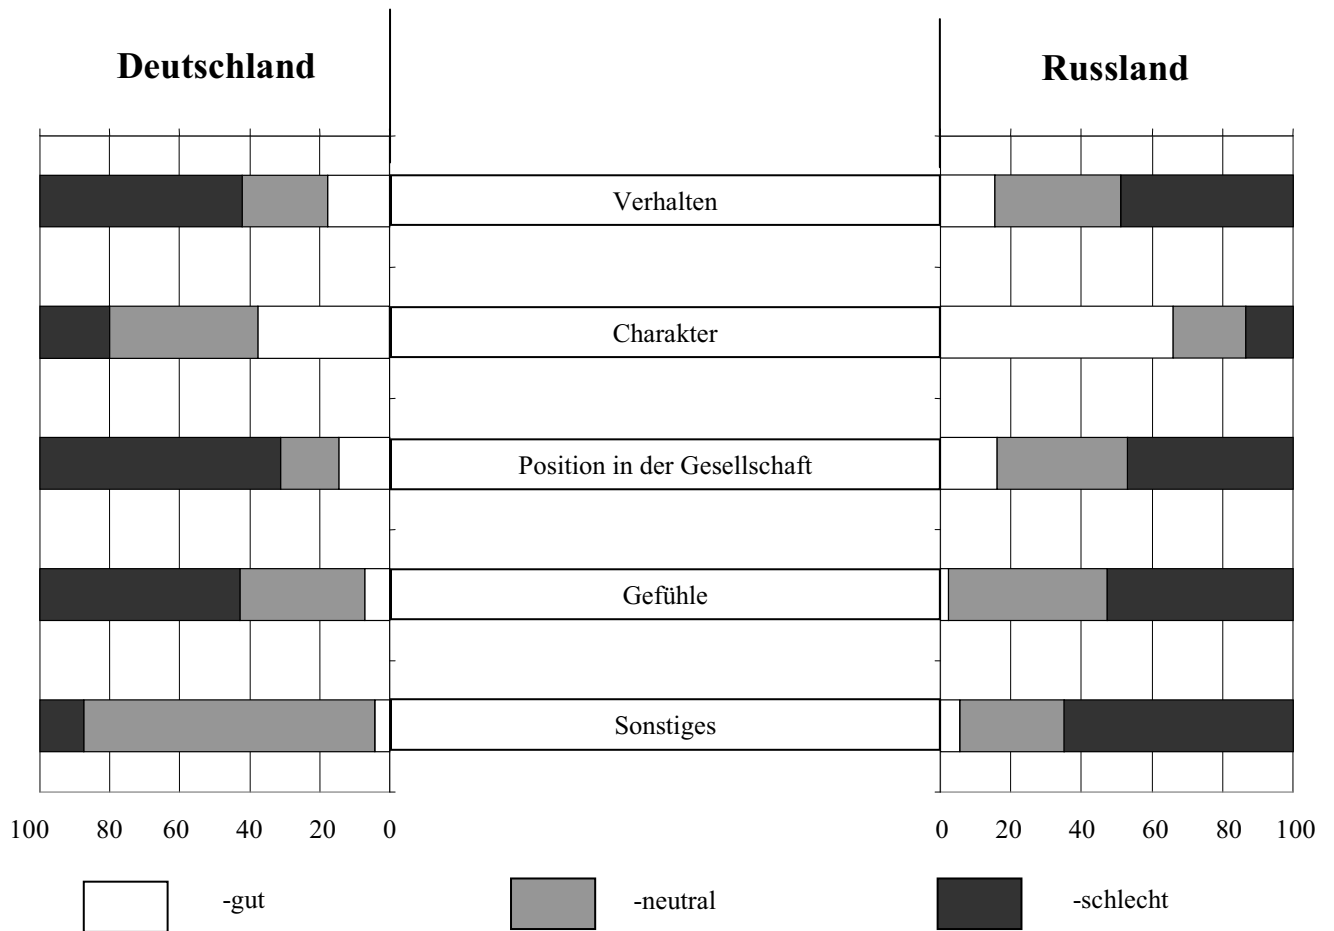 Deutschland
Russland
Verhalten
Charakter
Position in der Gesellschaft
Gefühle
Sonstiges
100 80 60 40 20 0
0 20 40 60 80 100
-gut
-neutral
-schlecht